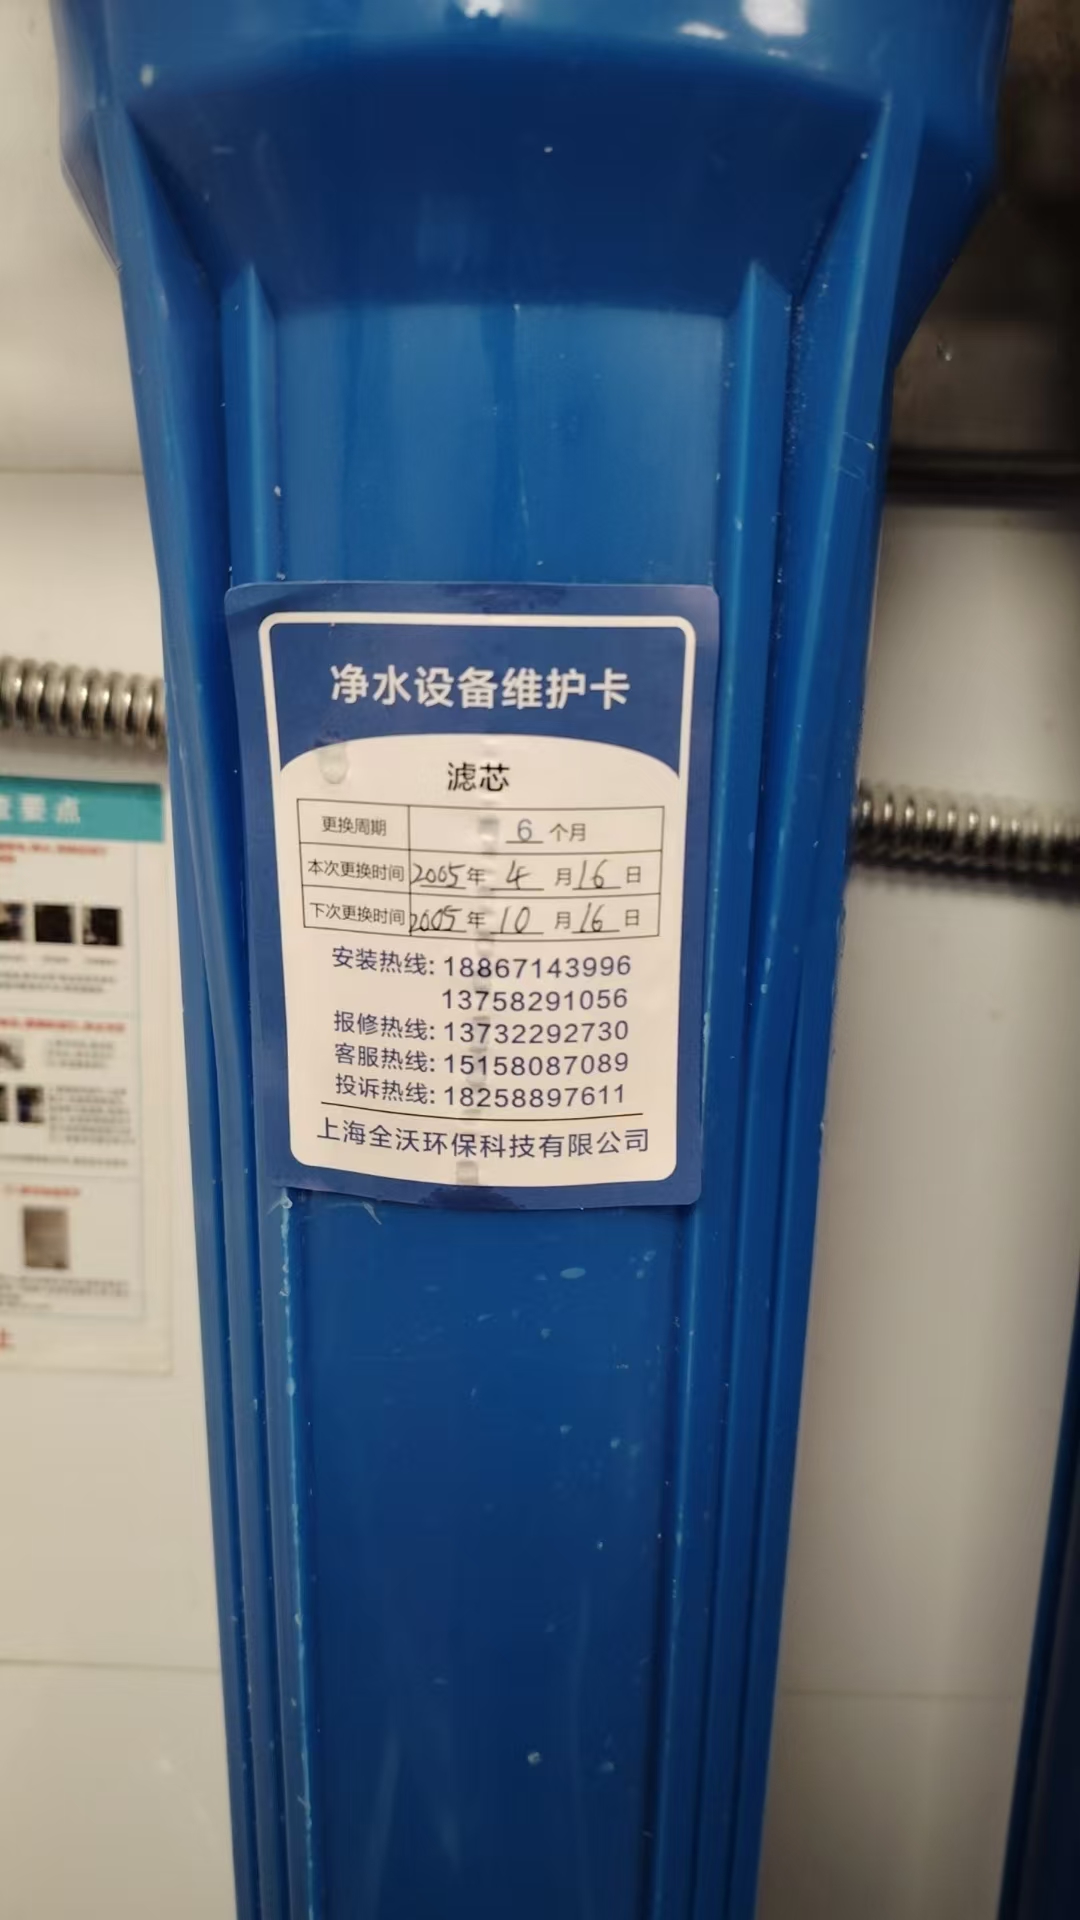 净水设备维护卡
滤芯
更换周期 6 个月
本次更换时间 2005年 4 月 16 日
下次更换时间 2005年 10 月 16 日
安装热线: 18867143996
13758291056
报修热线: 13732292730
客服热线: 15158087089
投诉热线: 18258897611
上海全沃环保科技有限公司
要点